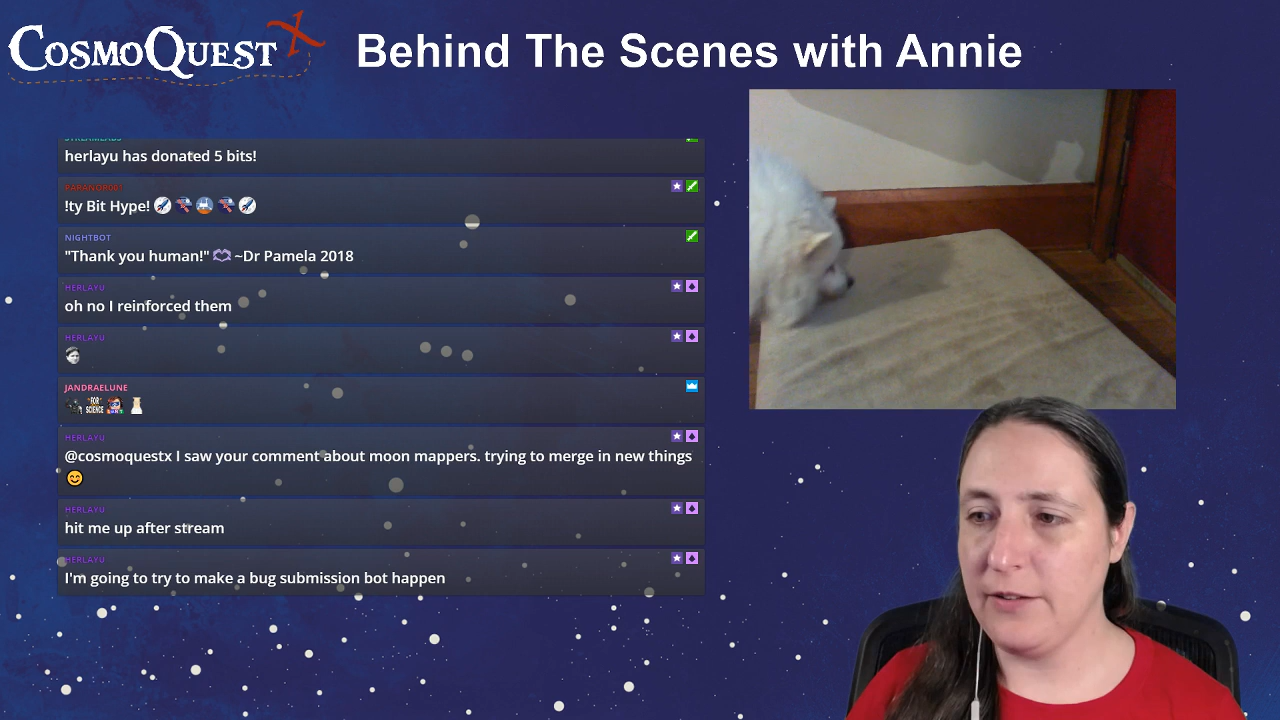 CosmoQuest X
Behind The Scenes with Annie
herlayu has donated 5 bits!
PARANOR001
!ty Bit Hype!
NIGHTBOT
"Thank you human!" ~Dr Pamela 2018
HERLAYU
oh no I reinforced them
HERLAYU
JANDRAELUNE
FOR
SCIENCE
HERLAYU
@cosmoquestx I saw your comment about moon mappers. trying to merge in new things
HERLAYU
hit me up after stream
HERLAYU
I'm going to try to make a bug submission bot happen